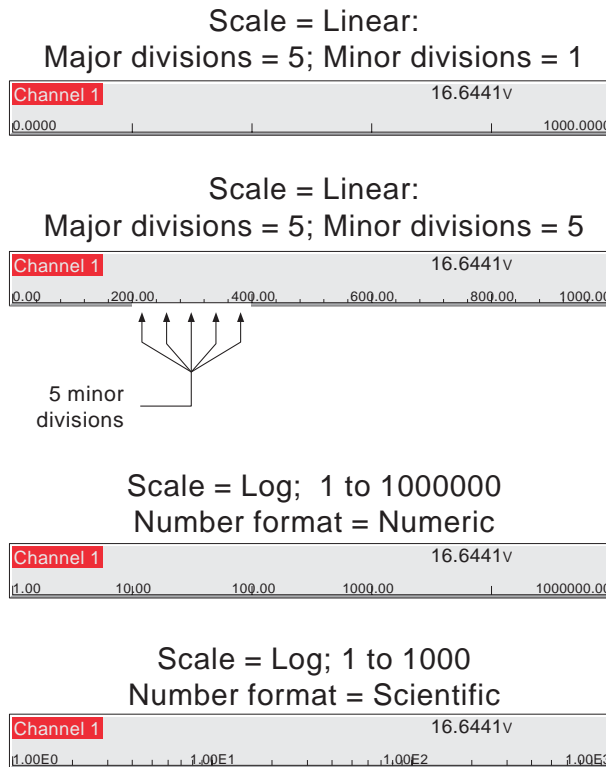 Scale = Linear:
Major divisions = 5; Minor divisions = 1
Channel 1 16.6441V
0.0000 1000.0000
Scale = Linear:
Major divisions = 5; Minor divisions = 5
Channel 1 16.6441V
0.00 200.00 400.00 600.00 800.00 1000.00
5 minor
divisions
Scale = Log; 1 to 1000000
Number format = Numeric
Channel 1 16.6441V
1.00 10.00 100.00 1000.00 1000000.00
Scale = Log; 1 to 1000
Number format = Scientific
Channel 1 16.6441V
1.00E0 1.00E1 1.00E2 1.00E3